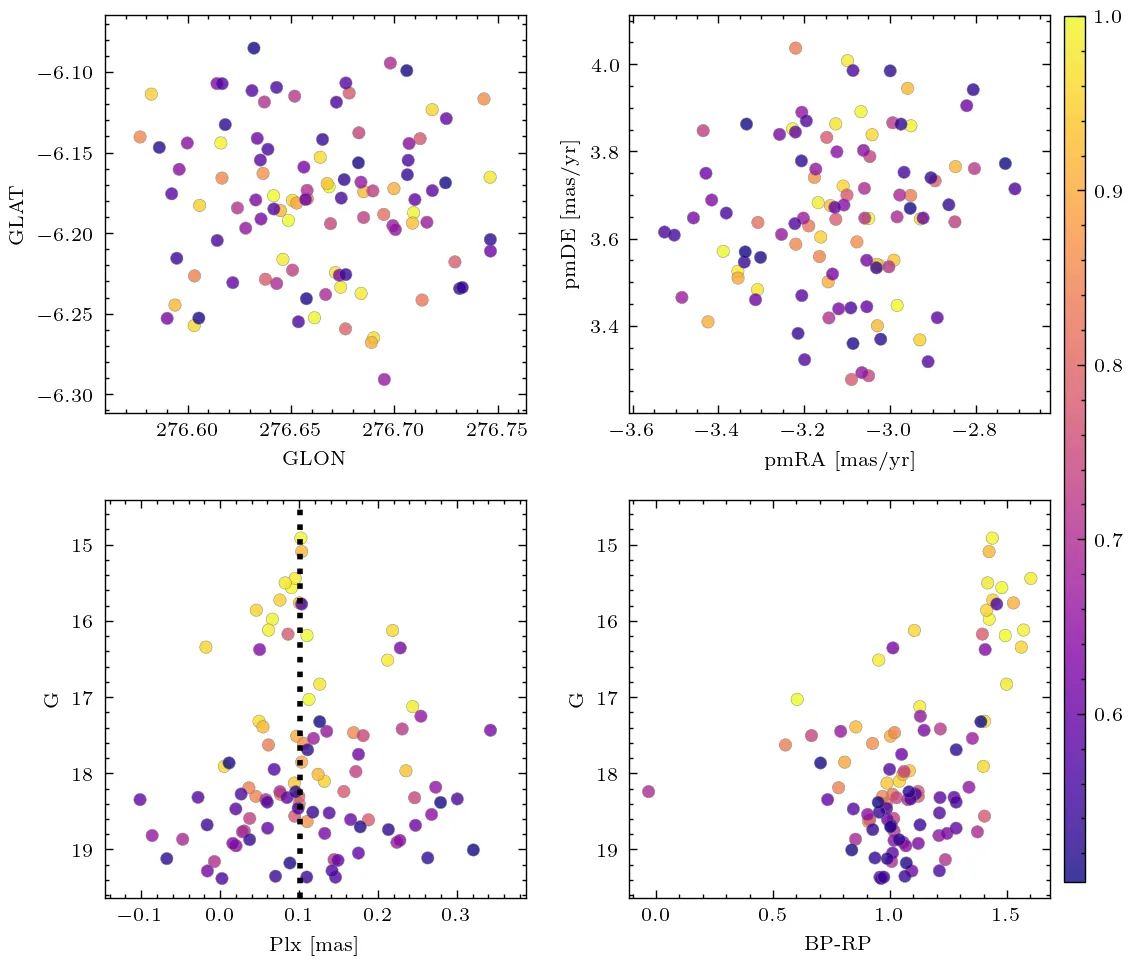 −6.10
−6.15
−6.20
−6.25
−6.30
GLAT
276.60 276.65 276.70 276.75
GLON
4.0
3.8
3.6
3.4
pmDE [mas/yr]
−3.6 −3.4 −3.2 −3.0 −2.8
pmRA [mas/yr]
1.0
0.9
0.8
0.7
0.6
15
16
17
18
19
G
−0.1 0.0 0.1 0.2 0.3
Plx [mas]
15
16
17
18
19
G
0.0 0.5 1.0 1.5
BP-RP